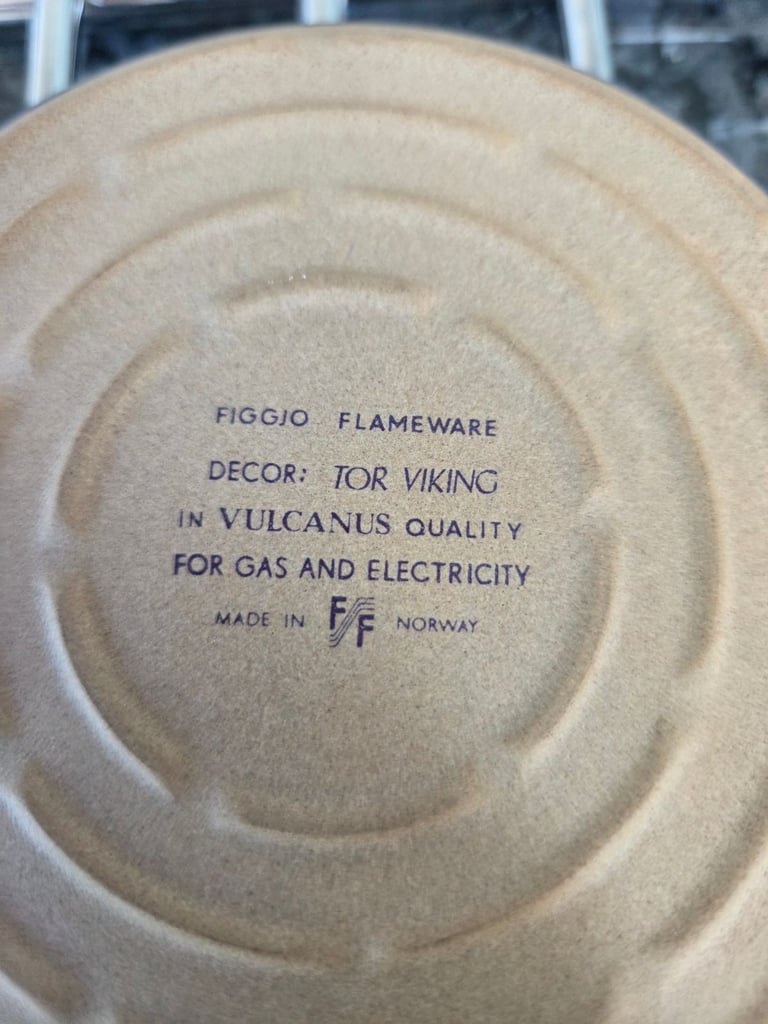 FIGGJO FLAMEWARE
DECOR: TOR VIKING
IN VULCANUS QUALITY
FOR GAS AND ELECTRICITY
MADE IN FF NORWAY